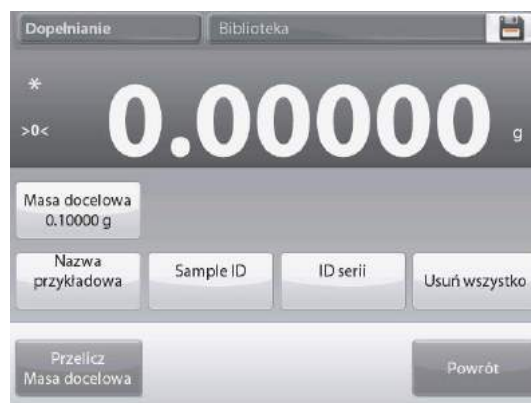 Dopełnianie
Biblioteka
*
>0<
0.00000 g
Masa docelowa
0.10000 g
Nazwa
przykładowa
Sample ID
ID serii
Usuń wszystko
Przelicz
Masa docelowa
Powrót